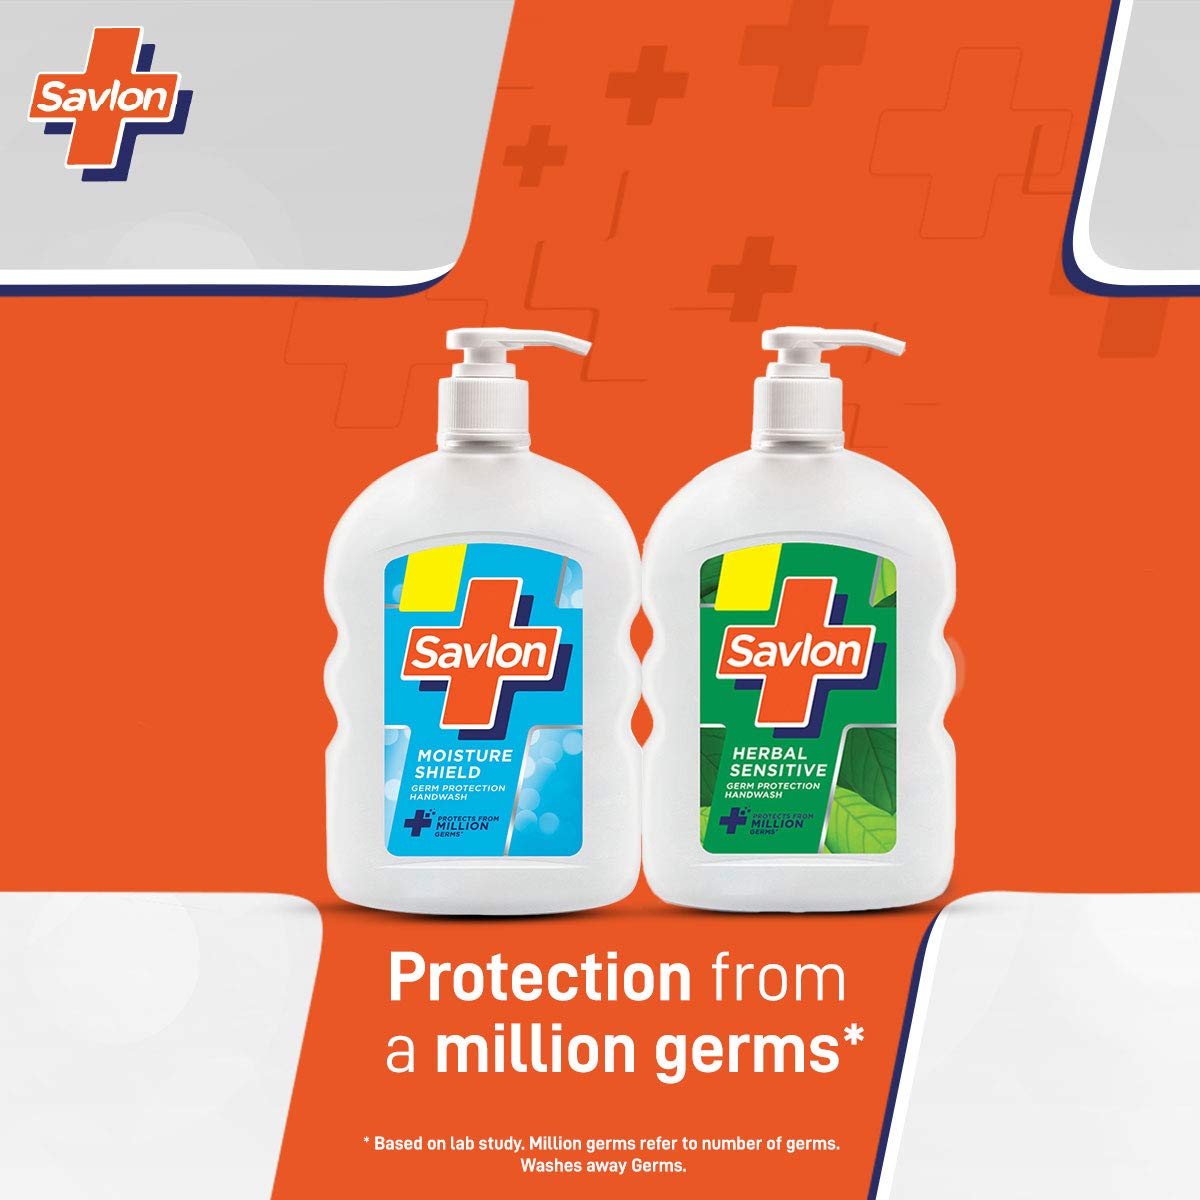 Savlon
Savlon
MOISTURE
SHIELD
GERM PROTECTION
HANDWASH
PROTECTS FROM
MILLION
GERMS*
Savlon
HERBAL
SENSITIVE
GERM PROTECTION
HANDWASH
PROTECTS FROM
MILLION
GERMS*
Protection from
a million germs*
* Based on lab study. Million germs refer to number of germs.
Washes away Germs.